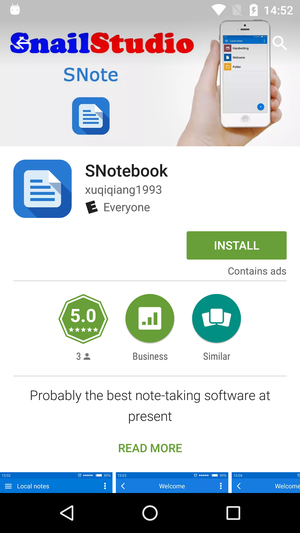 14:52
SnailStudio
SNote
Handwriting
Welcome
Folder
SNotebook
xuqiqiang1993
E Everyone
INSTALL
Contains ads
5.0
3
Business
Similar
Probably the best note-taking software at
present
READ MORE
Local notes
Welcome
Welcome